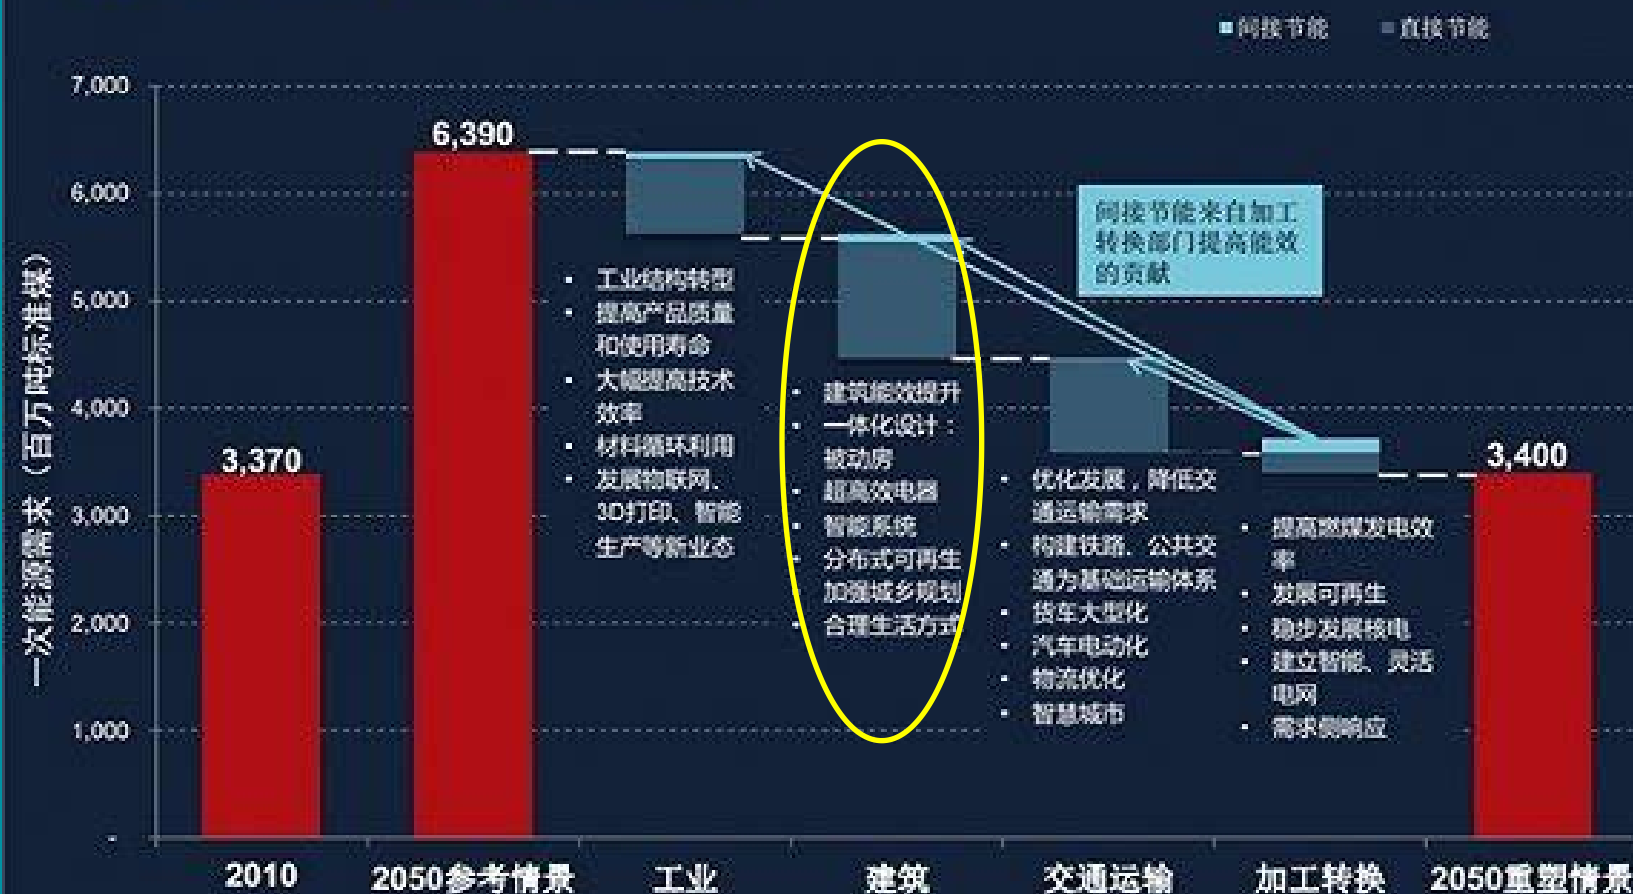 间接节能
直接节能
一次能源需求（百万吨标准煤）
7,000
6,000
5,000
4,000
3,000
2,000
1,000
-
3,370
6,390
3,400
间接节能来自加工
转换部门提高能效
的贡献
• 工业结构转型
• 提高产品质量
和使用寿命
• 大幅提高技术
效率
• 材料循环利用
• 发展物联网、
3D打印、智能
生产等新业态
• 建筑能效提升
• 一体化设计：
被动房
• 超高效电器
• 智能系统
• 分布式可再生
• 加强城乡规划
• 合理生活方式
• 优化发展，降低交
通运输需求
• 构建铁路、公共交
通为基础运输体系
• 货车大型化
• 汽车电动化
• 物流优化
• 智慧城市
• 提高燃煤发电效
率
• 发展可再生
• 稳步发展核电
• 建立智能、灵活
电网
• 需求侧响应
2010
2050参考情景
工业
建筑
交通运输
加工转换
2050重塑情景